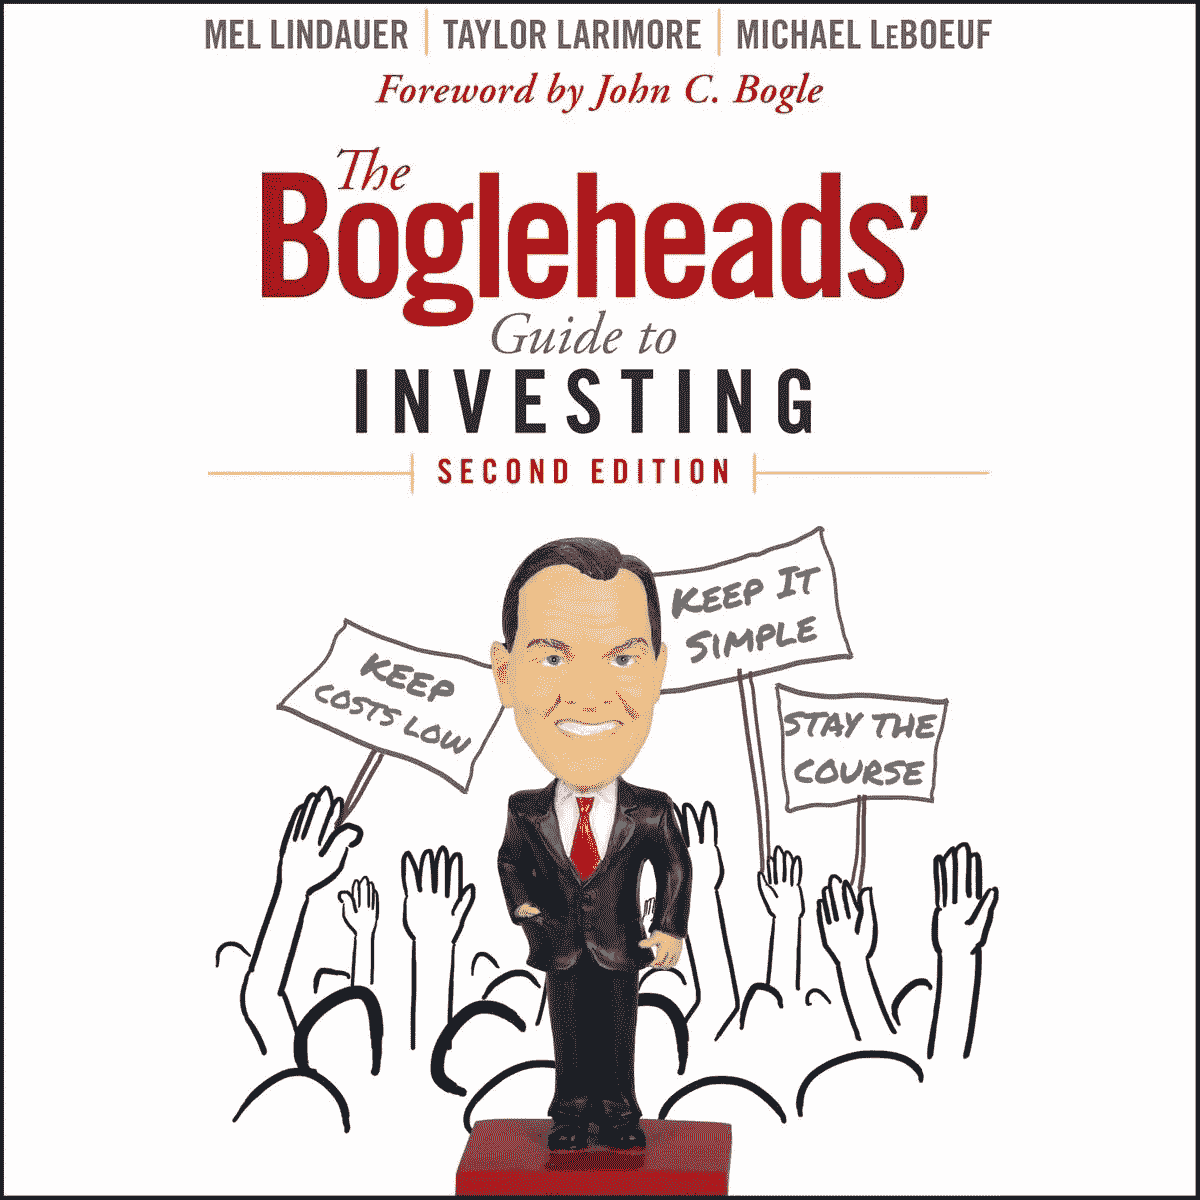 MEL LINDAUER | TAYLOR LARIMORE | MICHAEL LEBOEUF
Foreword by John C. Bogle
The
Bogleheads'
Guide to
INVESTING
SECOND EDITION
KEEP IT
SIMPLE
KEEP
COSTS LOW
STAY THE
COURSE